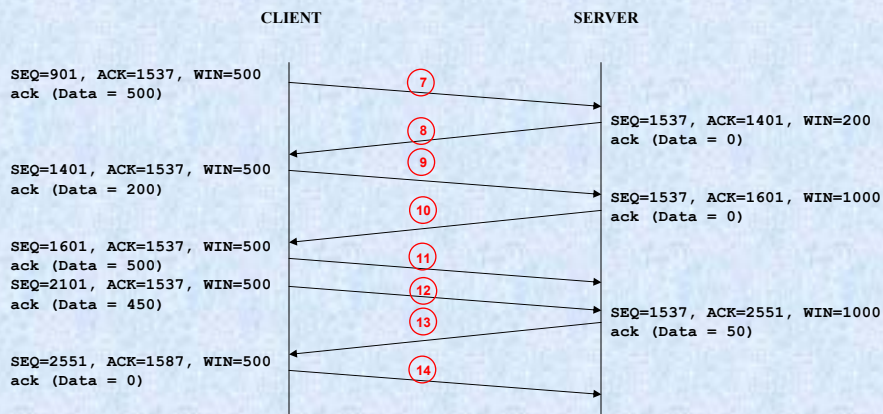 CLIENT
SERVER
SEQ=901, ACK=1537, WIN=500
ack (Data = 500)
7
SEQ=1537, ACK=1401, WIN=200
ack (Data = 0)
8
9
SEQ=1401, ACK=1537, WIN=500
ack (Data = 200)
SEQ=1537, ACK=1601, WIN=1000
ack (Data = 0)
10
SEQ=1601, ACK=1537, WIN=500
ack (Data = 500)
11
SEQ=2101, ACK=1537, WIN=500
ack (Data = 450)
12
SEQ=1537, ACK=2551, WIN=1000
ack (Data = 50)
13
SEQ=2551, ACK=1587, WIN=500
ack (Data = 0)
14